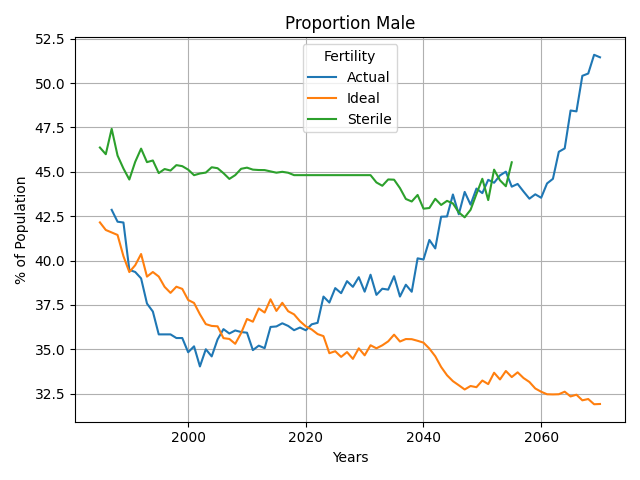 Proportion Male
Fertility
Actual
Ideal
Sterile
% of Population
52.5
50.0
47.5
45.0
42.5
40.0
37.5
35.0
32.5
2000
2020
2040
2060
Years